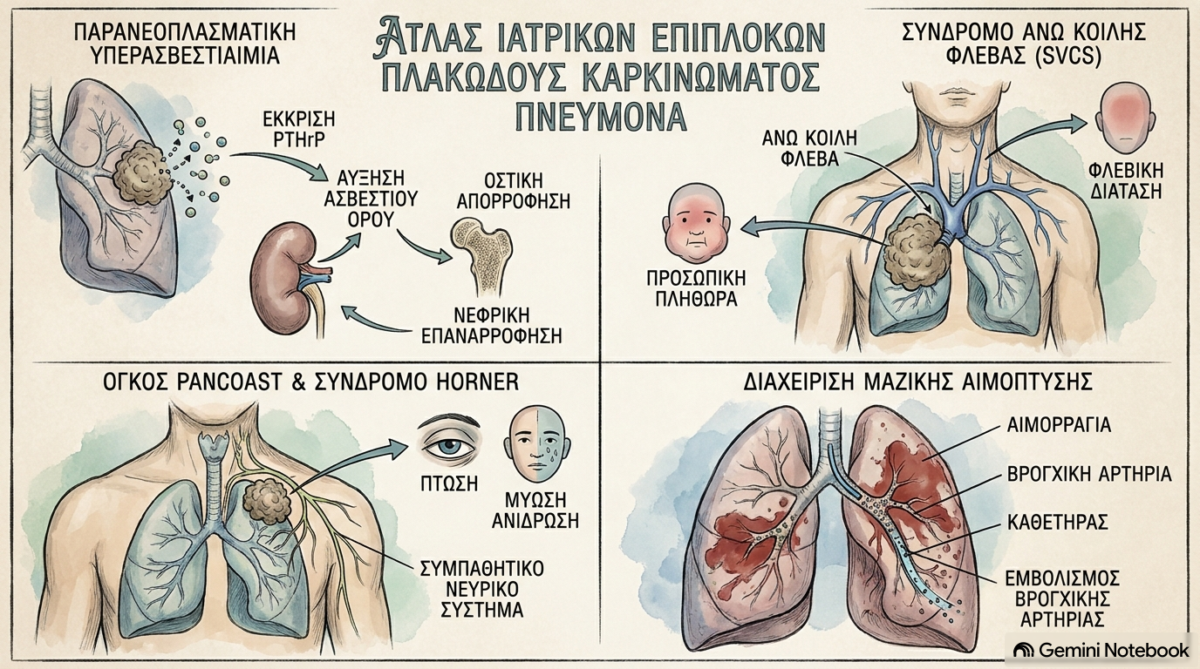 ΑΤΛΑΣ ΙΑΤΡΙΚΩΝ ΕΠΙΠΛΟΚΩΝ
ΠΛΑΚΩΔΟΥΣ ΚΑΡΚΙΝΩΜΑΤΟΣ
ΠΝΕΥΜΟΝΑ
ΠΑΡΑΝΕΟΠΛΑΣΜΑΤΙΚΗ
ΥΠΕΡΑΣΒΕΣΤΙΑΙΜΙΑ
ΕΚΚΡΙΣΗ
PTHrP
ΑΥΞΗΣΗ
ΑΣΒΕΣΤΙΟΥ
ΟΡΟΥ
ΟΣΤΙΚΗ
ΑΠΟΡΡΟΦΗΣΗ
ΝΕΦΡΙΚΗ
ΕΠΑΝΑΡΡΟΦΗΣΗ
ΣΥΝΔΡΟΜΟ ΑΝΩ ΚΟΙΛΗΣ
ΦΛΕΒΑΣ (SVCS)
ΑΝΩ ΚΟΙΛΗ
ΦΛΕΒΑ
ΦΛΕΒΙΚΗ
ΔΙΑΤΑΣΗ
ΠΡΟΣΩΠΙΚΗ
ΠΛΗΘΩΡΑ
ΟΓΚΟΣ PANCOAST & ΣΥΝΔΡΟΜΟ HORNER
ΠΤΩΣΗ
ΜΥΩΣΗ
ΑΝΙΔΡΩΣΗ
ΣΥΜΠΑΘΗΤΙΚΟ
ΝΕΥΡΙΚΟ
ΣΥΣΤΗΜΑ
ΔΙΑΧΕΙΡΙΣΗ ΜΑΖΙΚΗΣ ΑΙΜΟΠΤΥΣΗΣ
ΑΙΜΟΡΡΑΓΙΑ
ΒΡΟΓΧΙΚΗ ΑΡΤΗΡΙΑ
ΚΑΘΕΤΗΡΑΣ
ΕΜΒΟΛΙΣΜΟΣ
ΒΡΟΓΧΙΚΗΣ
ΑΡΤΗΡΙΑΣ
Gemini Notebook